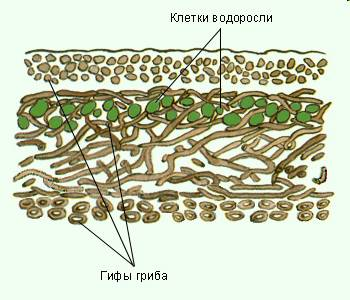 Клетки водоросли
Гифы гриба